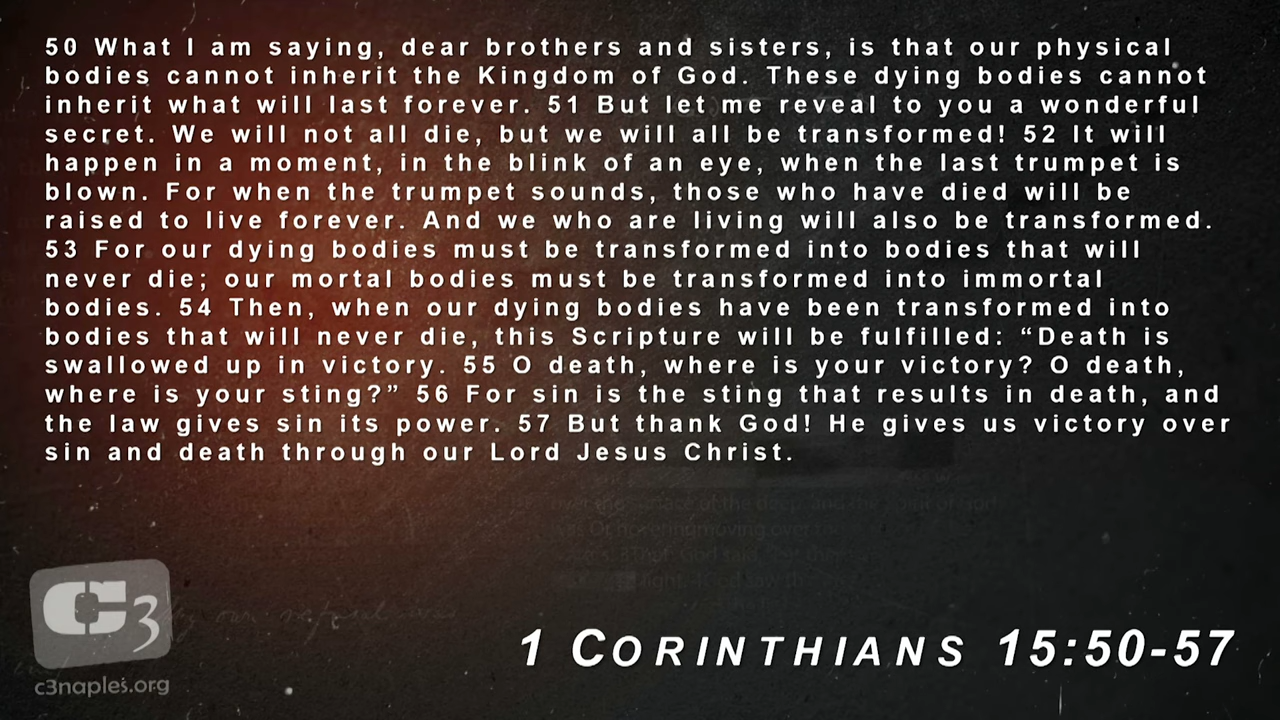 50 What I am saying, dear brothers and sisters, is that our physical
bodies cannot inherit the Kingdom of God. These dying bodies cannot
inherit what will last forever. 51 But let me reveal to you a wonderful
secret. We will not all die, but we will all be transformed! 52 It will
happen in a moment, in the blink of an eye, when the last trumpet is
blown. For when the trumpet sounds, those who have died will be
raised to live forever. And we who are living will also be transformed.
53 For our dying bodies must be transformed into bodies that will
never die; our mortal bodies must be transformed into immortal
bodies. 54 Then, when our dying bodies have been transformed into
bodies that will never die, this Scripture will be fulfilled: “Death is
swallowed up in victory. 55 O death, where is your victory? O death,
where is your sting?” 56 For sin is the sting that results in death, and
the law gives sin its power. 57 But thank God! He gives us victory over
sin and death through our Lord Jesus Christ.
of the deep, and the
Or hovering
God said
C3
c3naples.org
1 CORINTHIANS 15:50-57